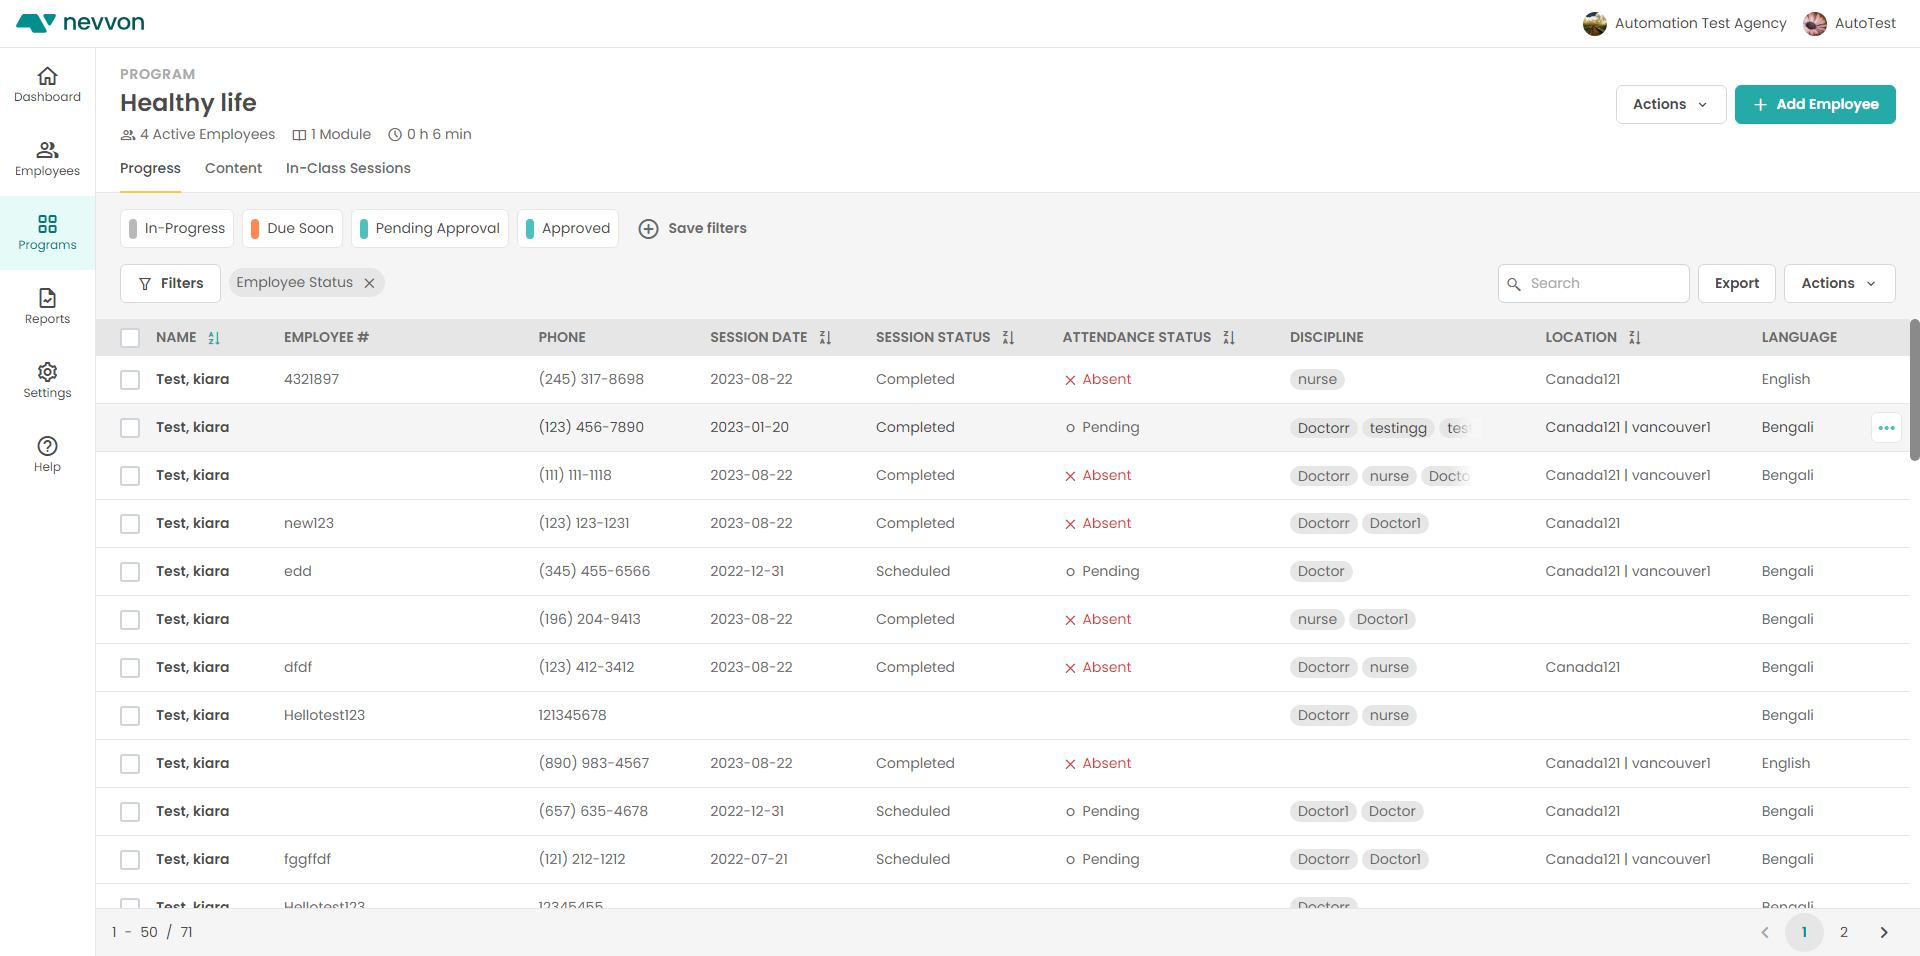 nevvon
Automation Test Agency AutoTest
Dashboard
Employees
Programs
Reports
Settings
Help
PROGRAM
Healthy life
4 Active Employees 1 Module 0 h 6 min
Actions + Add Employee
Progress Content In-Class Sessions
In-Progress Due Soon Pending Approval Approved Save filters
Filters Employee Status Search Export Actions
NAME EMPLOYEE # PHONE SESSION DATE SESSION STATUS ATTENDANCE STATUS DISCIPLINE LOCATION LANGUAGE
Test, kiara 4321897 (245) 317-8698 2023-08-22 Completed Absent nurse Canada121 English
Test, kiara (123) 456-7890 2023-01-20 Completed Pending Doctorr testingg tes Canada121 | vancouver1 Bengali
Test, kiara (111) 111-1118 2023-08-22 Completed Absent Doctorr nurse Docto Canada121 | vancouver1 Bengali
Test, kiara new123 (123) 123-1231 2023-08-22 Completed Absent Doctorr Doctor1 Canada121
Test, kiara edd (345) 455-6566 2022-12-31 Scheduled Pending Doctor Canada121 | vancouver1 Bengali
Test, kiara (196) 204-9413 2023-08-22 Completed Absent nurse Doctor1 Bengali
Test, kiara dfdf (123) 412-3412 2023-08-22 Completed Absent Doctorr nurse Canada121 Bengali
Test, kiara Hellotest123 121345678 Doctorr nurse Bengali
Test, kiara (890) 983-4567 2023-08-22 Completed Absent Canada121 | vancouver1 English
Test, kiara (657) 635-4678 2022-12-31 Scheduled Pending Doctor1 Doctor Canada121 Bengali
Test, kiara fggffdf (121) 212-1212 2022-07-21 Scheduled Pending Doctorr Doctor1 Canada121 | vancouver1 Bengali
Test, kiara Hellotest123 12345455 Doctorr Bengali
1 - 50 / 71 1 2